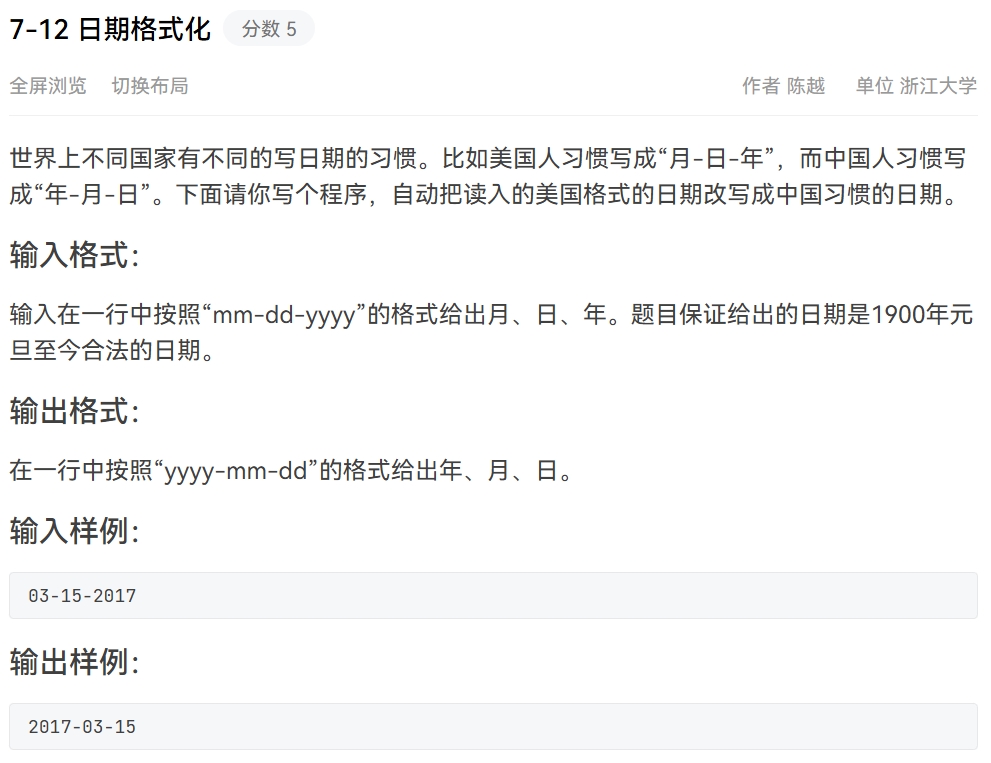 7-12 日期格式化 分数 5
全屏浏览 切换布局 作者 陈越 单位 浙江大学
世界上不同国家有不同的写日期的习惯。比如美国人习惯写成“月-日-年”，而中国人习惯写
成“年-月-日”。下面请你写个程序，自动把读入的美国格式的日期改写成中国习惯的日期。
输入格式：
输入在一行中按照“mm-dd-yyyy”的格式给出月、日、年。题目保证给出的日期是1900年元
旦至今合法的日期。
输出格式：
在一行中按照“yyyy-mm-dd”的格式给出年、月、日。
输入样例：
03-15-2017
输出样例：
2017-03-15